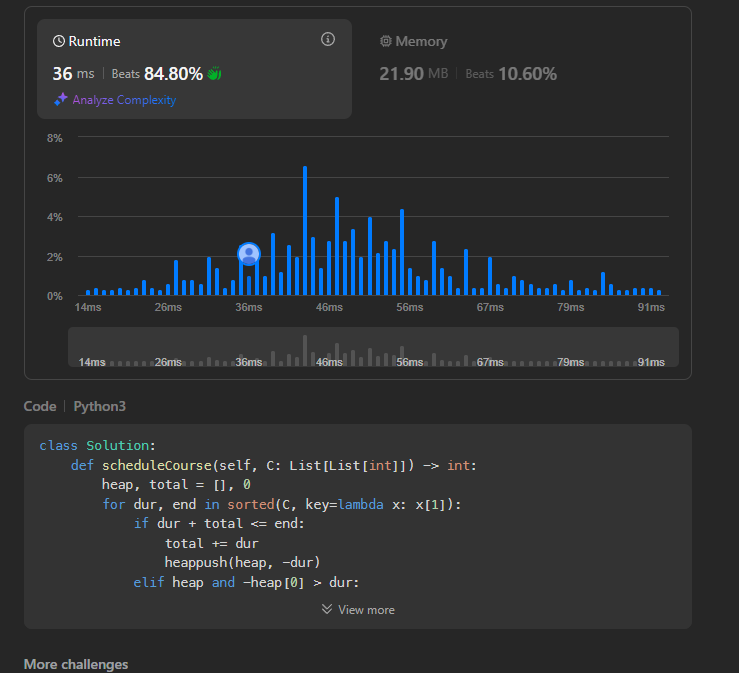 Runtime
36 ms | Beats 84.80%
Analyze Complexity
Memory
21.90 MB | Beats 10.60%
8%
6%
4%
2%
0%
14ms 26ms 36ms 46ms 56ms 67ms 79ms 91ms
14ms 26ms 36ms 46ms 56ms 67ms 79ms 91ms
Code | Python3
class Solution:
    def scheduleCourse(self, C: List[List[int]]) -> int:
        heap, total = [], 0
        for dur, end in sorted(C, key=lambda x: x[1]):
            if dur + total <= end:
                total += dur
                heappush(heap, -dur)
            elif heap and -heap[0] > dur:
View more
More challenges